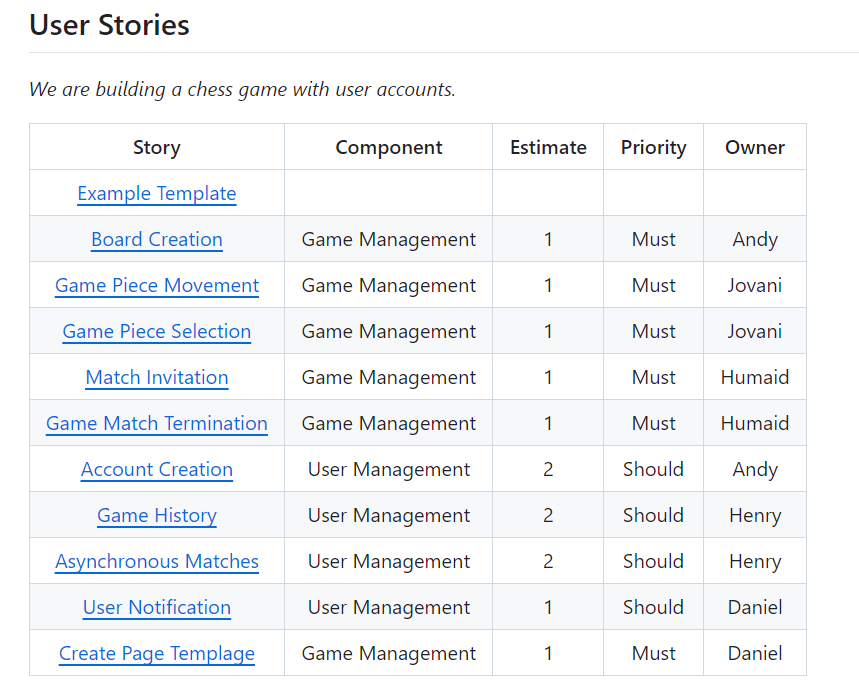 User Stories
We are building a chess game with user accounts.
Story Component Estimate Priority Owner
Example Template
Board Creation Game Management 1 Must Andy
Game Piece Movement Game Management 1 Must Jovani
Game Piece Selection Game Management 1 Must Jovani
Match Invitation Game Management 1 Must Humaid
Game Match Termination Game Management 1 Must Humaid
Account Creation User Management 2 Should Andy
Game History User Management 2 Should Henry
Asynchronous Matches User Management 2 Should Henry
User Notification User Management 1 Should Daniel
Create Page Templage Game Management 1 Must Daniel